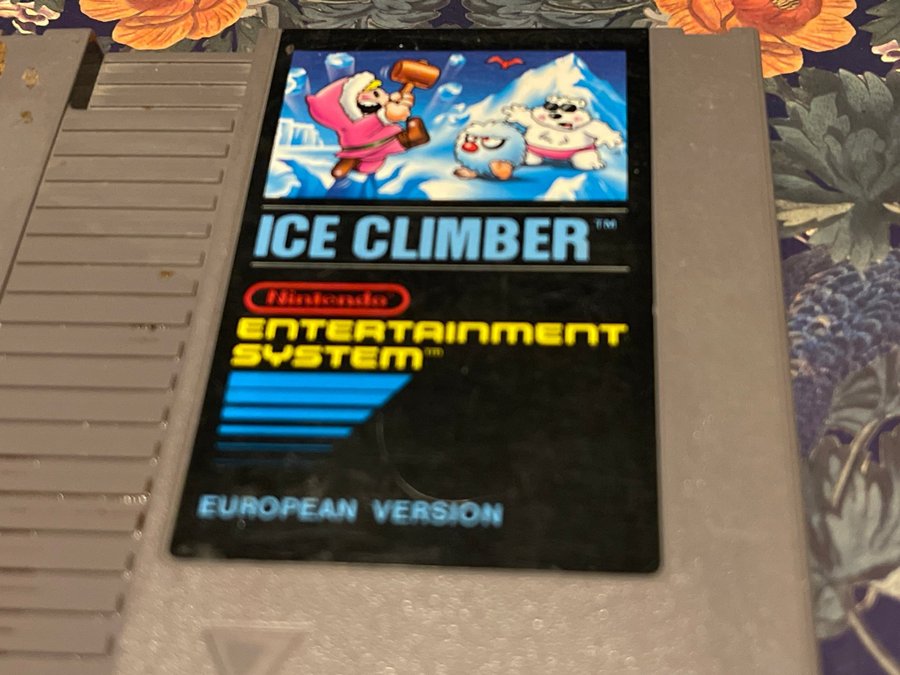 ICE CLIMBER™
Nintendo
ENTERTAINMENT
SYSTEM™
EUROPEAN VERSION